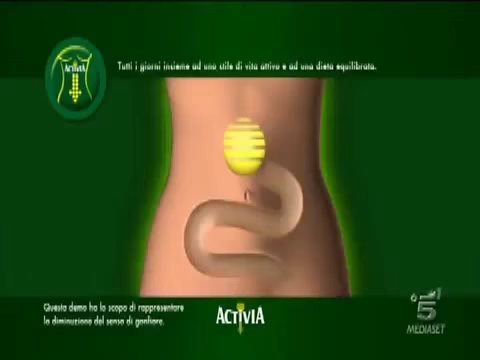 ACTIVIA
Tutti i giorni insieme ad uno stile di vita attivo e ad una dieta equilibrata.
Questa demo ha lo scopo di rappresentare
la diminuzione del senso di gonfiore.
ACTIVIA
5
MEDIASET